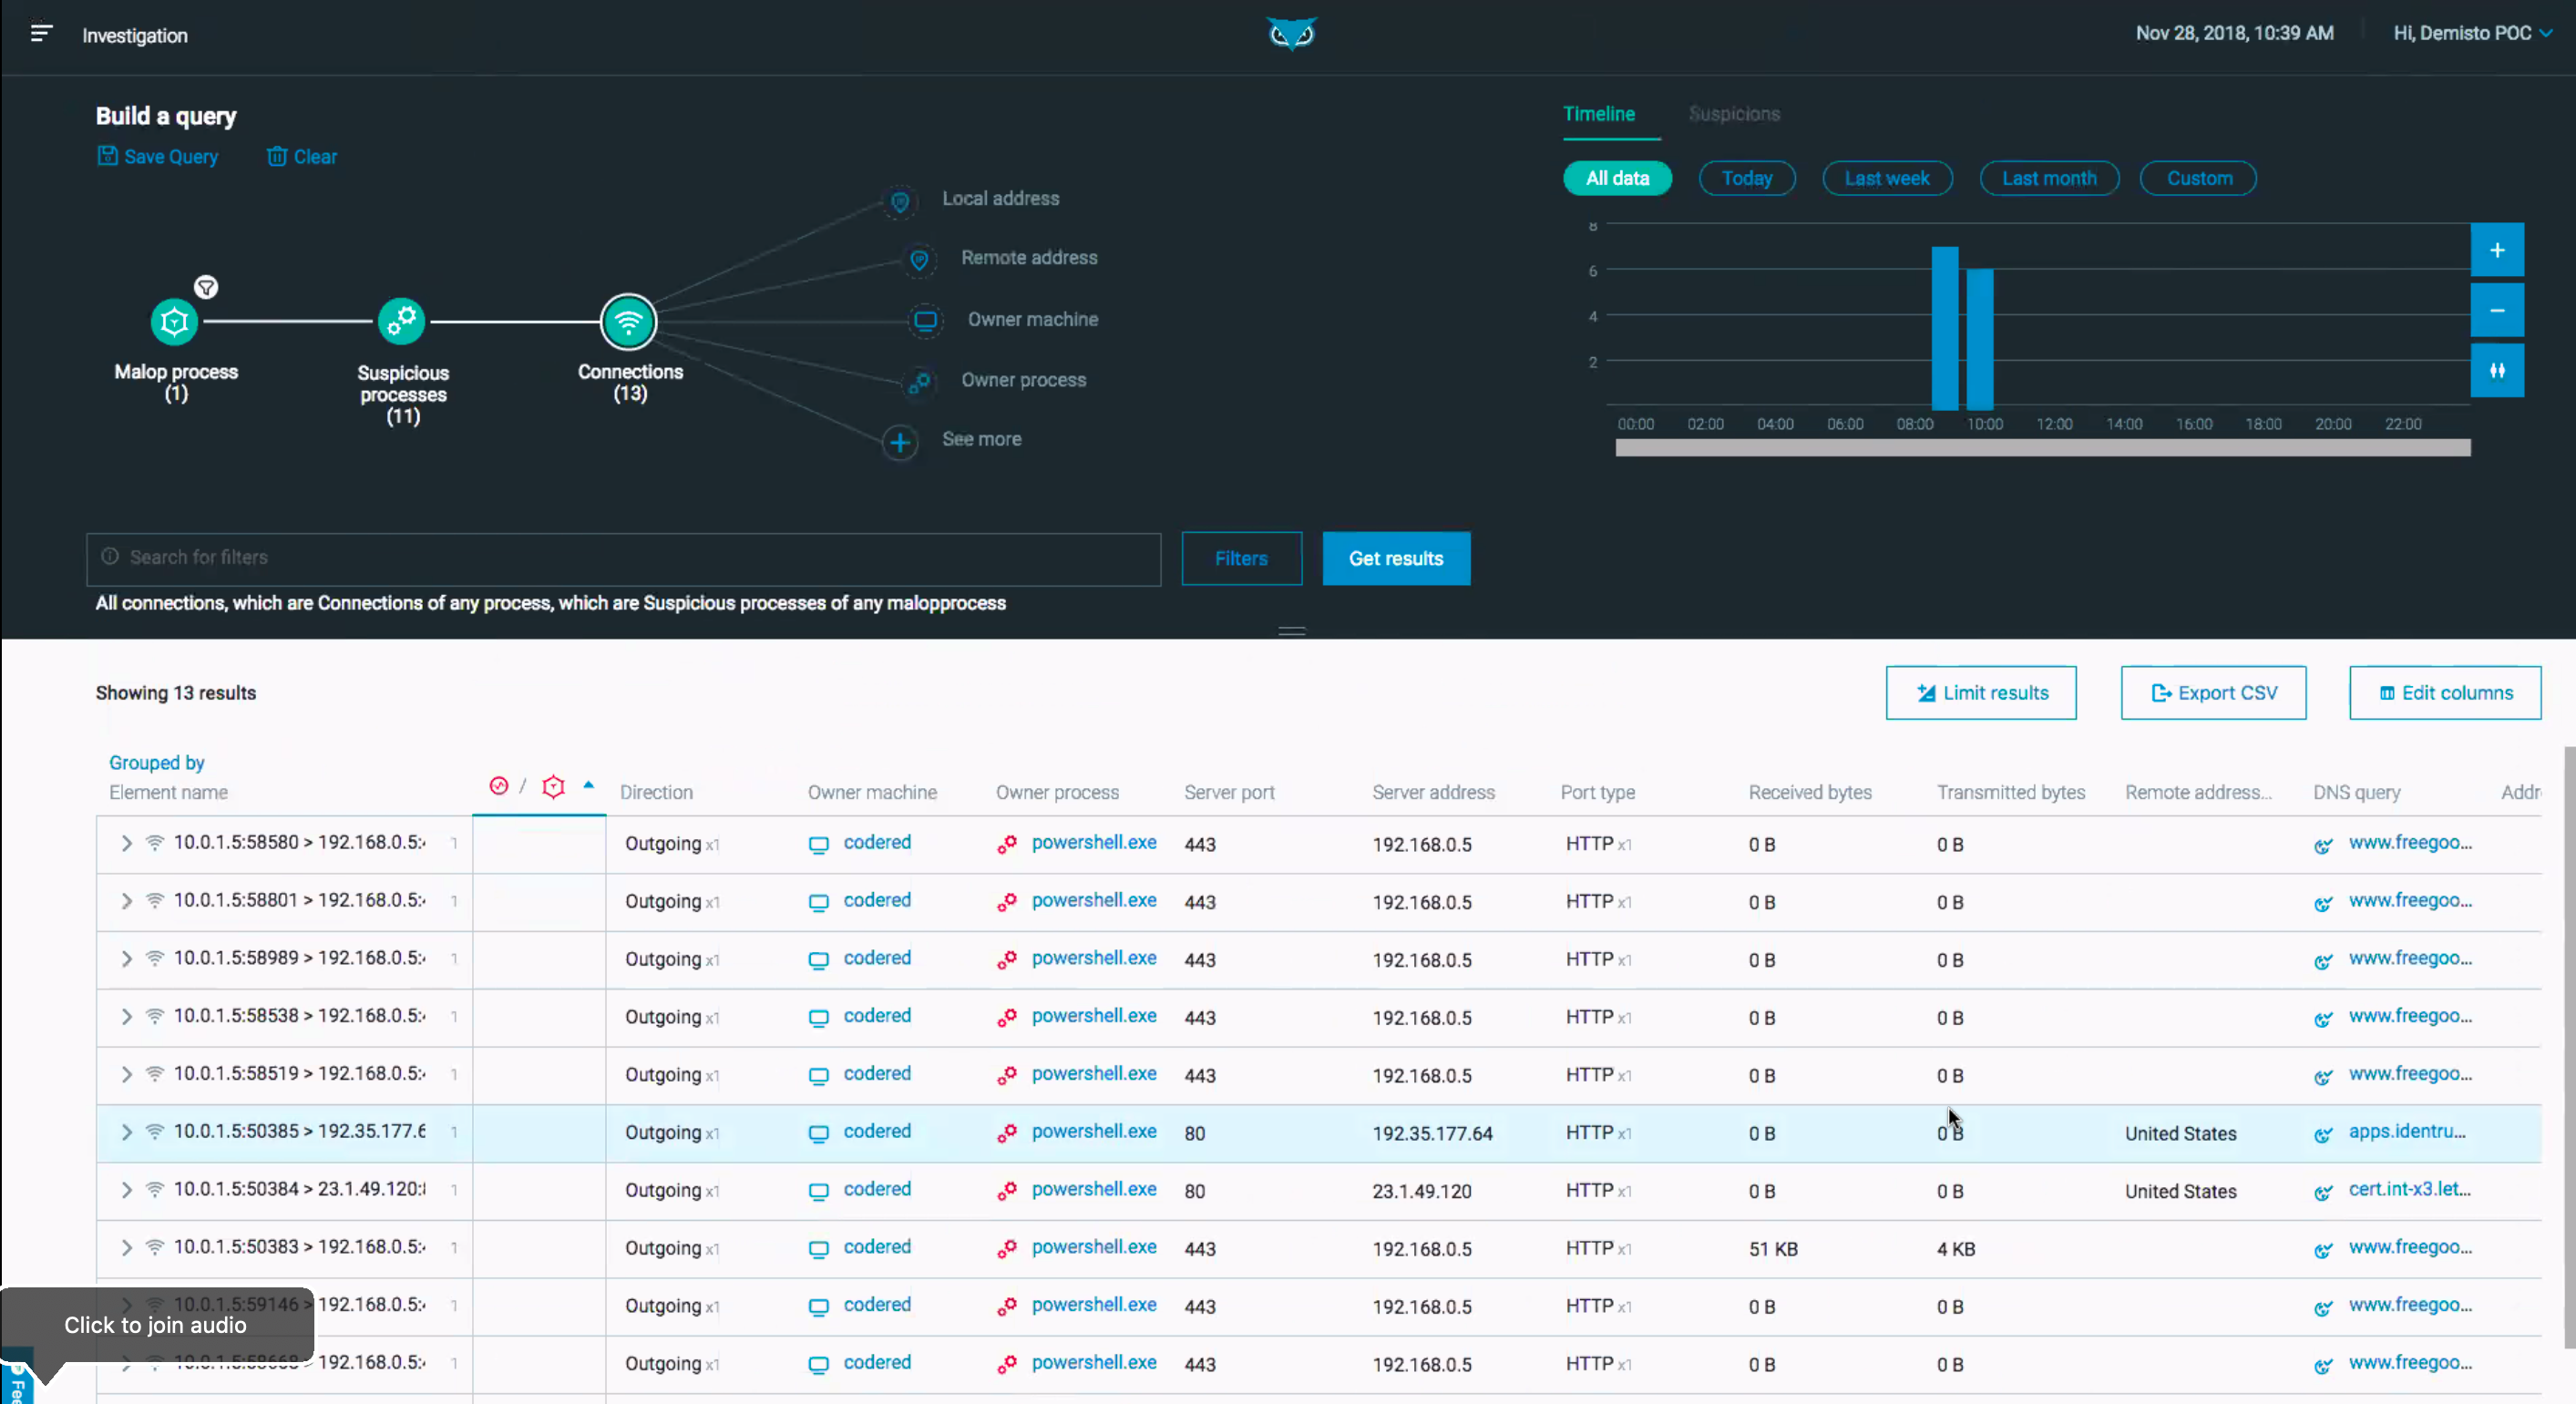 Investigation
Nov 28, 2018, 10:39 AM
Hi, Demisto POC
Build a query
Save Query Clear
Malop process
(1)
Suspicious
processes
(11)
Connections
(13)
Local address
Remote address
Owner machine
Owner process
See more
Timeline Suspicions
All data Today Last week Last month Custom
8
6
4
2
00:00 02:00 04:00 06:00 08:00 10:00 12:00 14:00 16:00 18:00 20:00 22:00
Search for filters
Filters
Get results
All connections, which are Connections of any process, which are Suspicious processes of any malopprocess
Showing 13 results
Limit results Export CSV Edit columns
Grouped by
Element name / Direction Owner machine Owner process Server port Server address Port type Received bytes Transmitted bytes Remote address... DNS query Addr
10.0.1.5:58580 > 192.168.0.5: 1 Outgoing x1 codered powershell.exe 443 192.168.0.5 HTTP x1 0 B 0 B www.freegoo...
10.0.1.5:58801 > 192.168.0.5: 1 Outgoing x1 codered powershell.exe 443 192.168.0.5 HTTP x1 0 B 0 B www.freegoo...
10.0.1.5:58989 > 192.168.0.5: 1 Outgoing x1 codered powershell.exe 443 192.168.0.5 HTTP x1 0 B 0 B www.freegoo...
10.0.1.5:58538 > 192.168.0.5: 1 Outgoing x1 codered powershell.exe 443 192.168.0.5 HTTP x1 0 B 0 B www.freegoo...
10.0.1.5:58519 > 192.168.0.5: 1 Outgoing x1 codered powershell.exe 443 192.168.0.5 HTTP x1 0 B 0 B www.freegoo...
10.0.1.5:50385 > 192.35.177.6 1 Outgoing x1 codered powershell.exe 80 192.35.177.64 HTTP x1 0 B 0 B United States apps.identru...
10.0.1.5:50384 > 23.1.49.120: 1 Outgoing x1 codered powershell.exe 80 23.1.49.120 HTTP x1 0 B 0 B United States cert.int-x3.let...
10.0.1.5:50383 > 192.168.0.5: 1 Outgoing x1 codered powershell.exe 443 192.168.0.5 HTTP x1 51 KB 4 KB www.freegoo...
10.0.1.5:59146 > 192.168.0.5: 1 Outgoing x1 codered powershell.exe 443 192.168.0.5 HTTP x1 0 B 0 B www.freegoo...
10.0.1.5:58668 > 192.168.0.5: 1 Outgoing x1 codered powershell.exe 443 192.168.0.5 HTTP x1 0 B 0 B www.freegoo...
Click to join audio
Fee